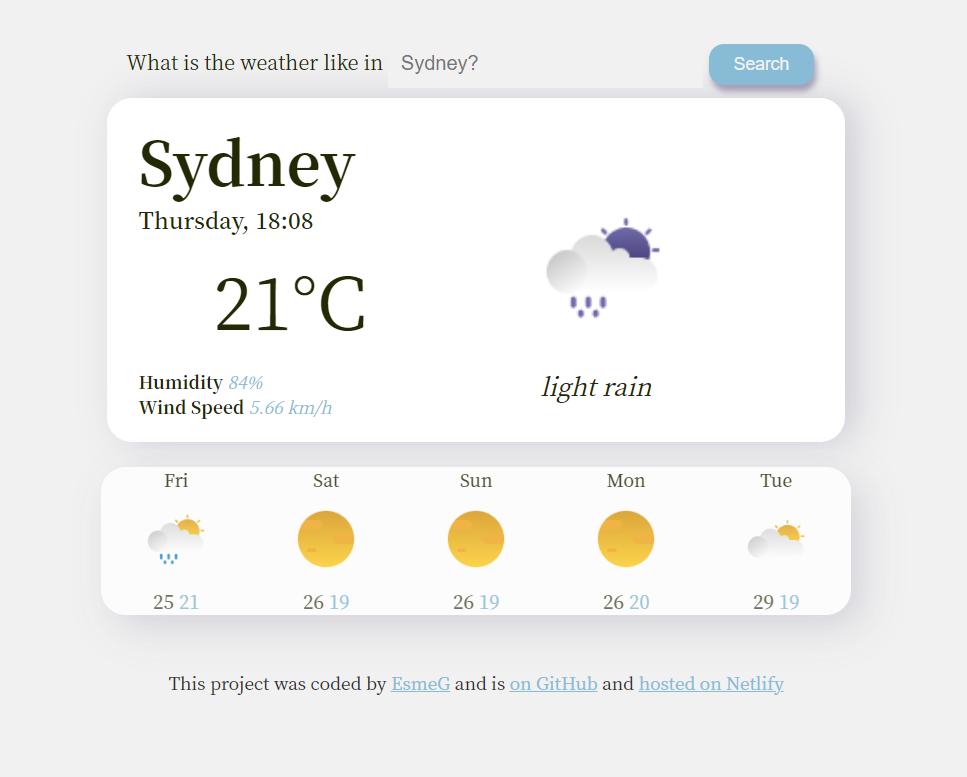 What is the weather like in Sydney? Search
Sydney
Thursday, 18:08
21°C
Humidity 84%
Wind Speed 5.66 km/h
light rain
Fri Sat Sun Mon Tue
25 21 26 19 26 19 26 20 29 19
This project was coded by EsmeG and is on GitHub and hosted on Netlify